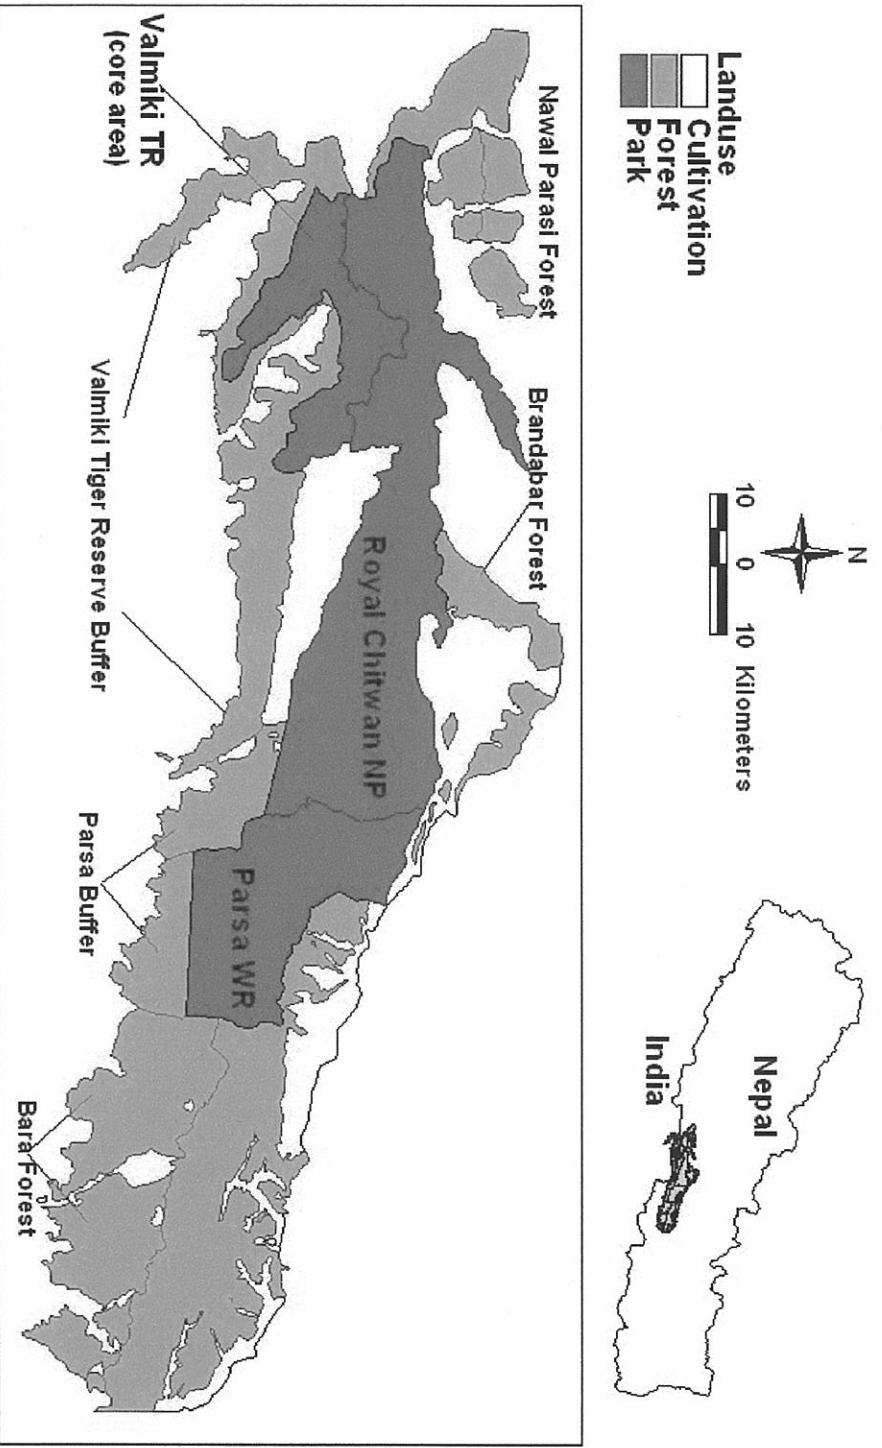 Landuse
Cultivation
Forest
Park
N
10 0 10 Kilometers
Nepal
India
Nawal Parasi Forest
Brandabar Forest
Valmiki TR
(core area)
Royal Chitwan NP
Parsa WR
Valmiki Tiger Reserve Buffer
Parsa Buffer
Bara Forest